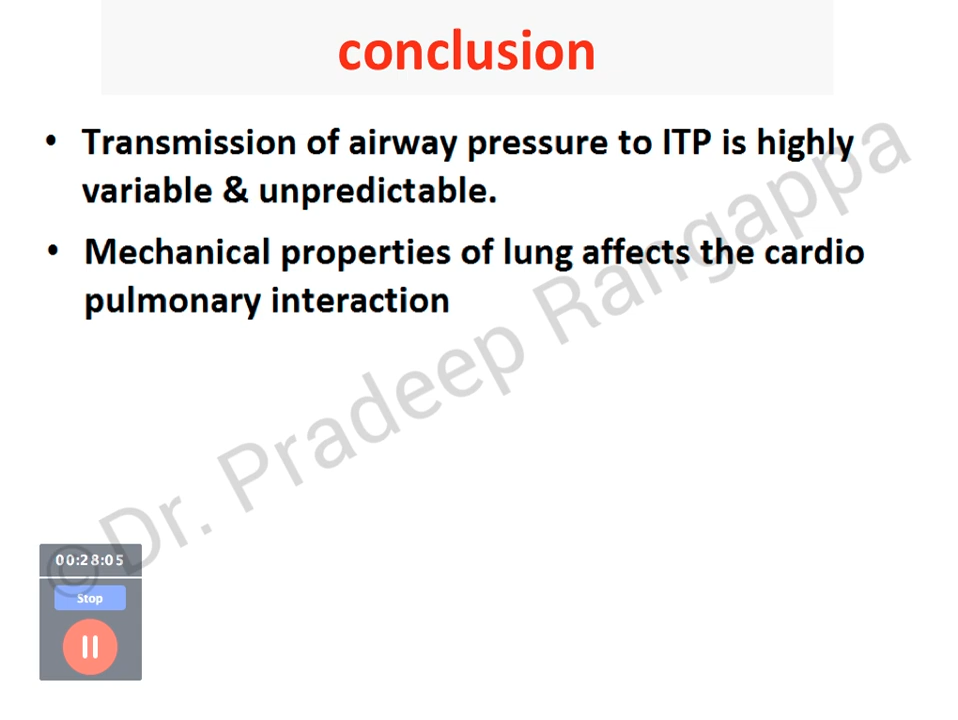 conclusion
• Transmission of airway pressure to ITP is highly
variable & unpredictable.
• Mechanical properties of lung affects the cardio
pulmonary interaction
© Dr. Pradeep Rangappa
00:28:05
Stop